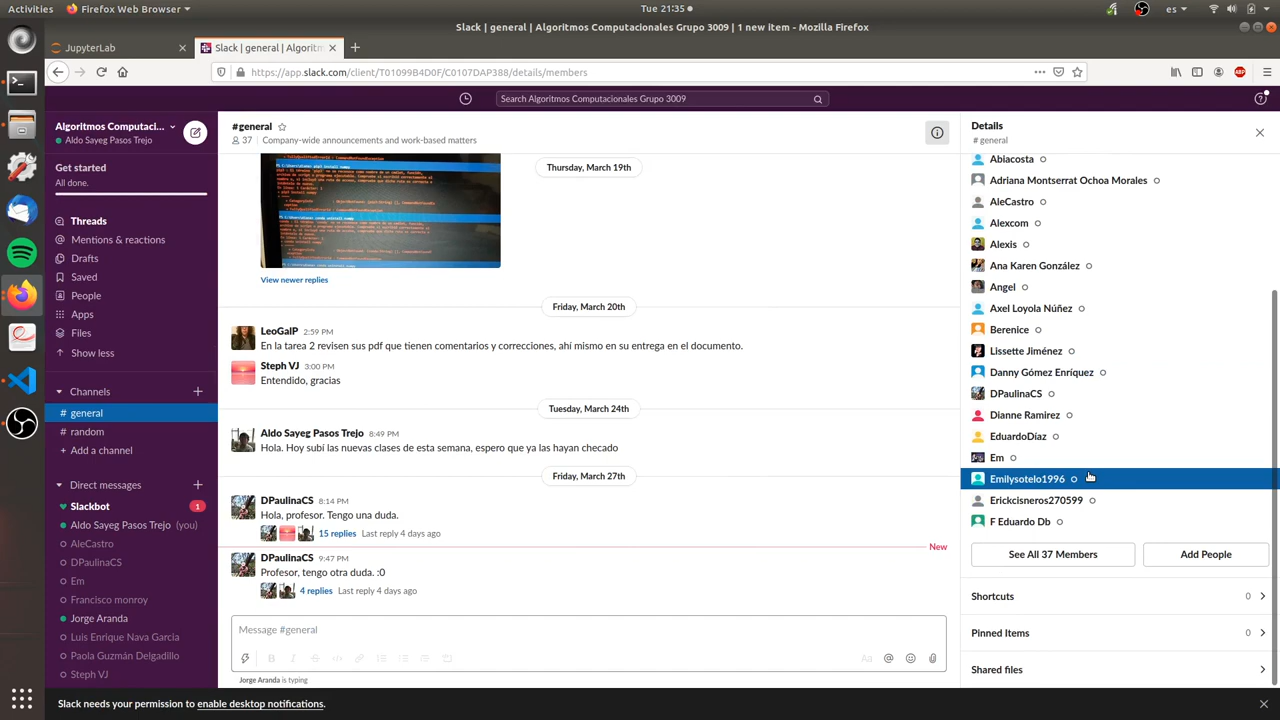 Activities
Firefox Web Browser
Tue 21:35
es
Slack | general | Algoritmos Computacionales Grupo 3009 | 1 new item - Mozilla Firefox
JupyterLab
Slack | general | Algoritm
https://app.slack.com/client/T01099B4D0F/C0107DAP388/details/members
ABP
Search Algoritmos Computacionales Grupo 3009
Algoritmos Computaci...
Aldo Sayeg Pasos Trejo
Get started
All done.
Threads
Mentions & reactions
Drafts
Saved
People
Apps
Files
Show less
Channels
# general
# random
+ Add a channel
Direct messages
Slackbot 1
Aldo Sayeg Pasos Trejo (you)
AleCastro
DPaulinaCS
Em
Francisco monroy
Jorge Aranda
Luis Enrique Nava Garcia
Paola Guzmán Delgadillo
Steph VJ
#general
37 Company-wide announcements and work-based matters
Thursday, March 19th
View newer replies
Friday, March 20th
LeoGalP 2:59 PM
En la tarea 2 revisen sus pdf que tienen comentarios y correcciones, ahí mismo en su entrega en el documento.
Steph VJ 3:00 PM
Entendido, gracias
Tuesday, March 24th
Aldo Sayeg Pasos Trejo 8:49 PM
Hola. Hoy subí las nuevas clases de esta semana, espero que ya las hayan checado
Friday, March 27th
DPaulinaCS 8:14 PM
Hola, profesor. Tengo una duda.
15 replies Last reply 4 days ago
New
DPaulinaCS 9:47 PM
Profesor, tengo otra duda. :0
4 replies Last reply 4 days ago
Message #general
B I S </> Aa @
Jorge Aranda is typing
Details
# general
Abiacosta
Adriana Montserrat Ochoa Morales
AleCastro
Alexcom
Alexis
Ana Karen González
Angel
Axel Loyola Núñez
Berenice
Lissette Jiménez
Danny Gómez Enríquez
DPaulinaCS
Dianne Ramirez
EduardoDíaz
Em
Emilysotelo1996
Erickcisneros270599
F Eduardo Db
See All 37 Members
Add People
Shortcuts 0
Pinned Items 0
Shared files
Slack needs your permission to enable desktop notifications.